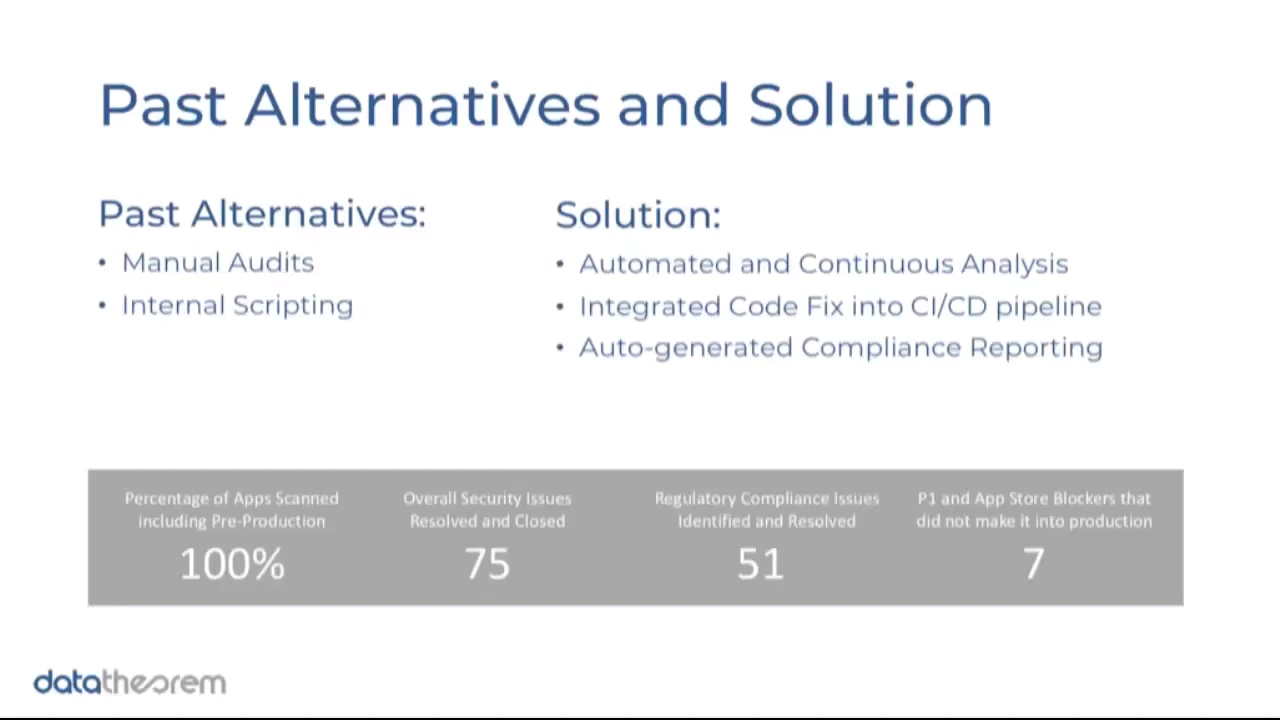 Past Alternatives and Solution
Past Alternatives:
• Manual Audits
• Internal Scripting
Solution:
• Automated and Continuous Analysis
• Integrated Code Fix into CI/CD pipeline
• Auto-generated Compliance Reporting
Percentage of Apps Scanned
including Pre-Production
100%
Overall Security Issues
Resolved and Closed
75
Regulatory Compliance Issues
Identified and Resolved
51
P1 and App Store Blockers that
did not make it into production
7
datatheorem